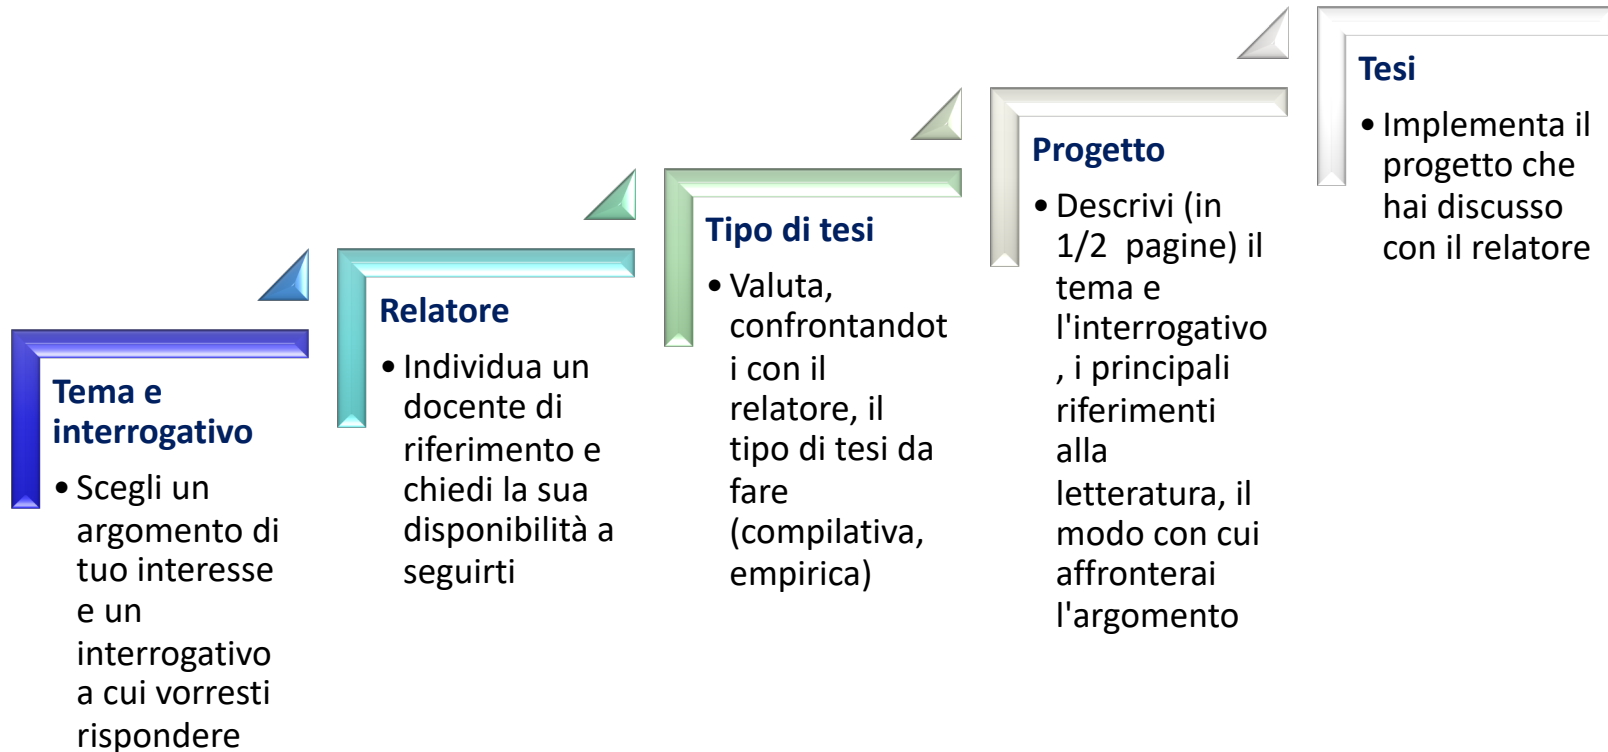 Tema e
interrogativo
• Scegli un
argomento di
tuo interesse
e un
interrogativo
a cui vorresti
rispondere
Relatore
• Individua un
docente di
riferimento e
chiedi la sua
disponibilità a
seguirti
Tipo di tesi
• Valuta,
confrontandot
i con il
relatore, il
tipo di tesi da
fare
(compilativa,
empirica)
Progetto
• Descrivi (in
1/2 pagine) il
tema e
l'interrogativo
, i principali
riferimenti
alla
letteratura, il
modo con cui
affronterai
l'argomento
Tesi
• Implementa il
progetto che
hai discusso
con il relatore